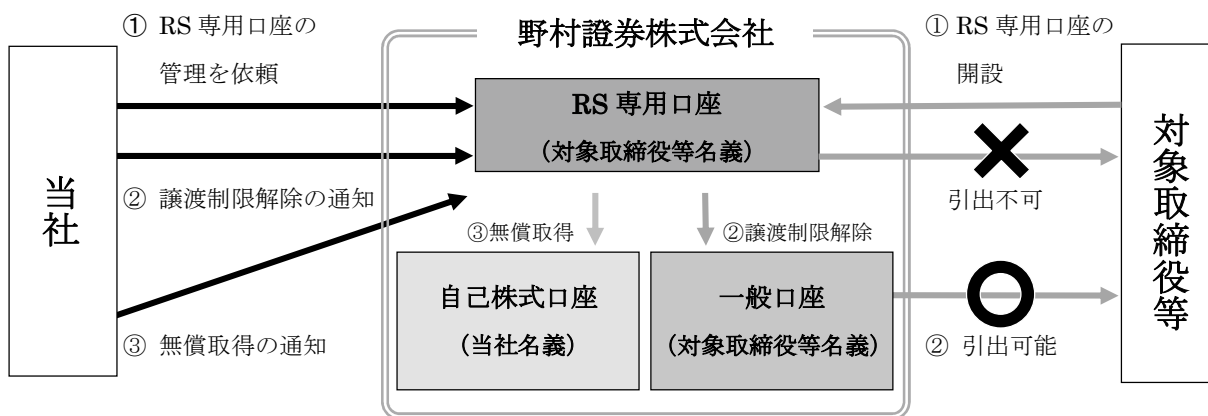 ① RS 専用口座の
管理を依頼
② 譲渡制限解除の通知
③ 無償取得の通知
当社
野村證券株式会社
RS 専用口座
(対象取締役等名義)
③無償取得
②譲渡制限解除
自己株式口座
(当社名義)
一般口座
(対象取締役等名義)
① RS 専用口座の
開設
引出不可
② 引出可能
対象取締役等